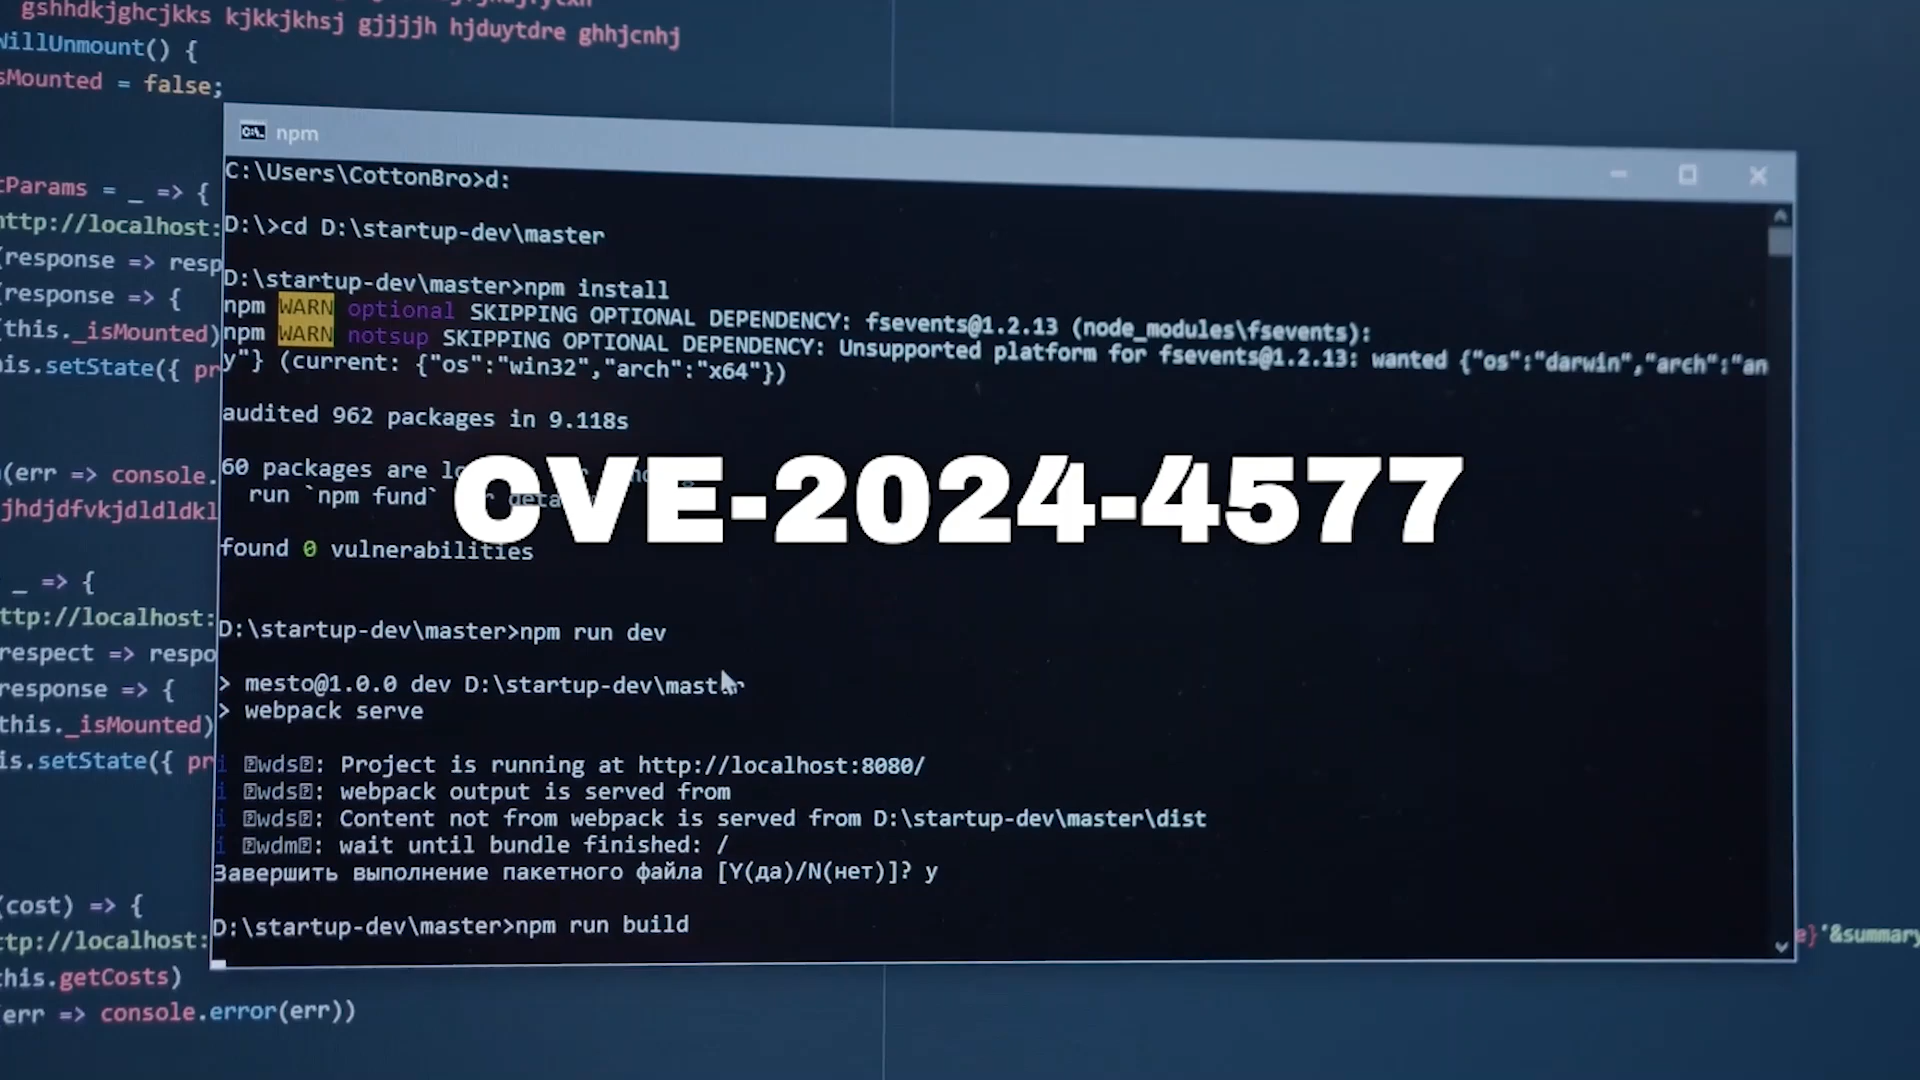 gshhdkjghcjkks kjkkjkhsj gjjjjh hjduytdre ghhjcnhj
WillUnmount() {
sMounted = false;
npm
C:\Users\CottonBro>d:
D:\>cd D:\startup-dev\master
D:\startup-dev\master>npm install
npm WARN optional SKIPPING OPTIONAL DEPENDENCY: fsevents@1.2.13 (node_modules\fsevents):
npm WARN notsup SKIPPING OPTIONAL DEPENDENCY: Unsupported platform for fsevents@1.2.13: wanted {"os":"darwin","arch":"an
y"} (current: {"os":"win32","arch":"x64"})
audited 962 packages in 9.118s
60 packages are
run `npm fund`
CVE-2024-4577
found 0 vulnerabilities
D:\startup-dev\master>npm run dev
> mesto@1.0.0 dev D:\startup-dev\master
> webpack serve
i ｢wds｣: Project is running at http://localhost:8080/
i ｢wds｣: webpack output is served from
i ｢wds｣: Content not from webpack is served from D:\startup-dev\master\dist
i ｢wdm｣: wait until bundle finished: /
Завершить выполнение пакетного файла [Y(да)/N(нет)]? y
D:\startup-dev\master>npm run build
tParams = _ => {
http://localhost:
(response => resp
(response => {
(this._isMounted)
his.setState({ pr
(err => console.
jhdjdfvkjdldldkl
_ => {
ttp://localhost:
respect => respo
response => {
this._isMounted)
is.setState({ pr
(cost) => {
ttp://localhost:
this.getCosts)
(err => console.error(err))
e}'&summary